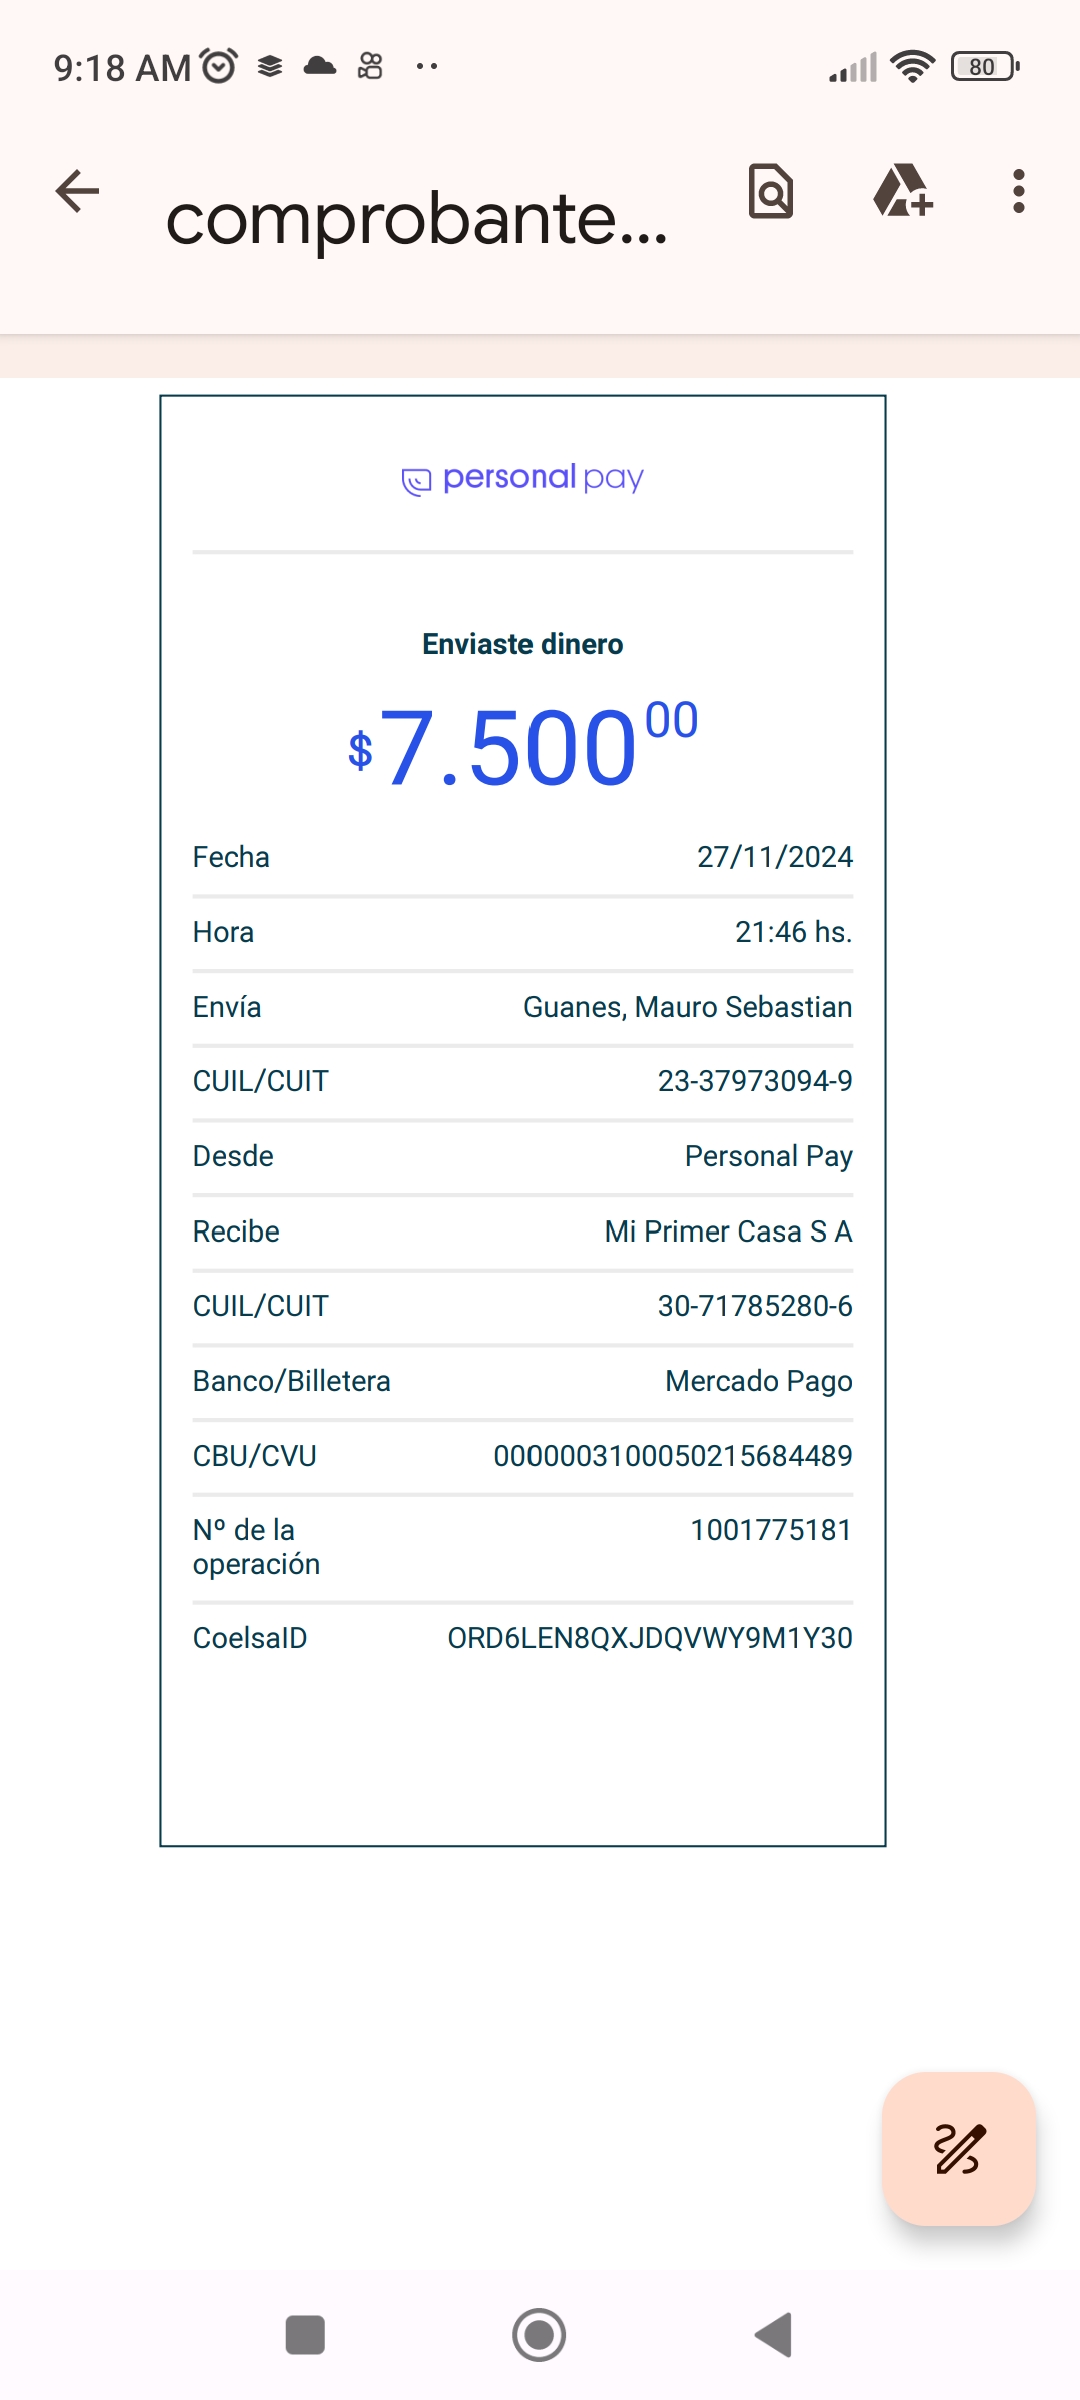 9:18 AM
80
comprobante...
personal pay
Enviaste dinero
$7.500 00
Fecha 27/11/2024
Hora 21:46 hs.
Envía Guanes, Mauro Sebastian
CUIL/CUIT 23-37973094-9
Desde Personal Pay
Recibe Mi Primer Casa S A
CUIL/CUIT 30-71785280-6
Banco/Billetera Mercado Pago
CBU/CVU 0000003100050215684489
Nº de la 1001775181
operación
CoelsaID ORD6LEN8QXJDQVWY9M1Y30